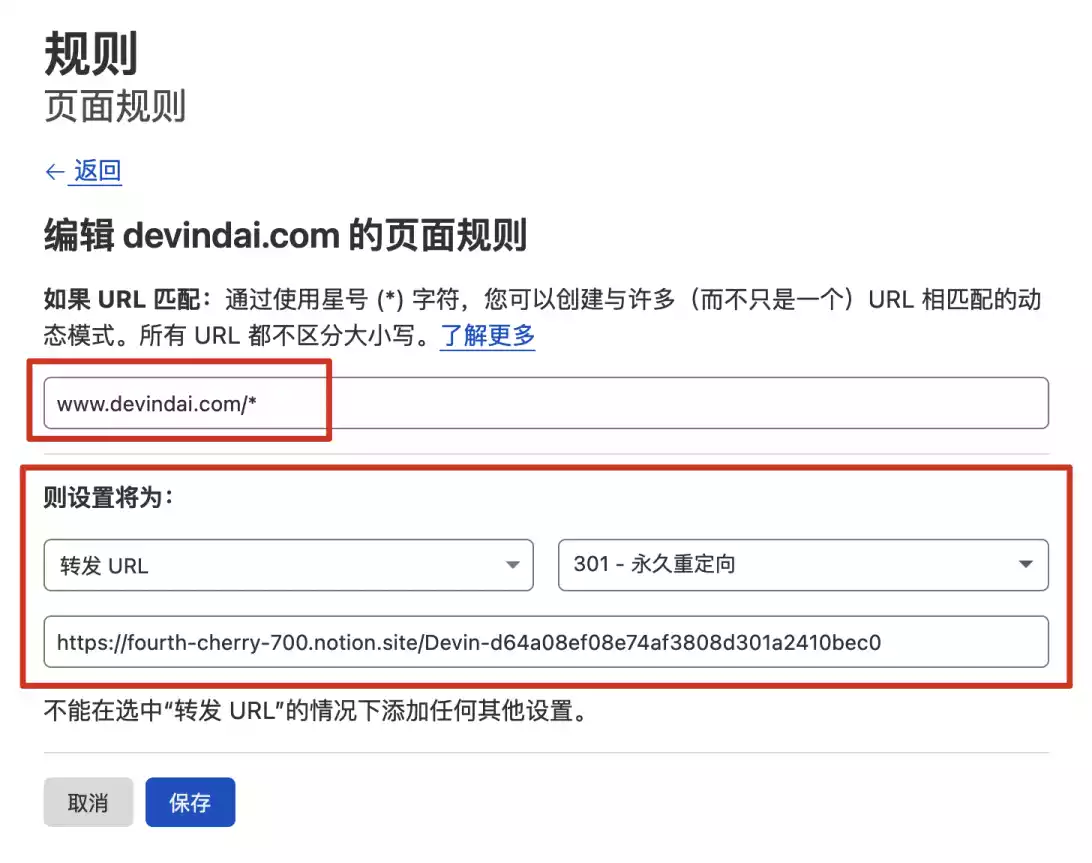 规则
页面规则
← 返回
编辑 devindai.com 的页面规则
如果 URL 匹配：通过使用星号 (*) 字符，您可以创建与许多（而不只是一个）URL 相匹配的动
态模式。所有 URL 都不区分大小写。了解更多
www.devindai.com/*
则设置将为：
转发 URL
301 - 永久重定向
https://fourth-cherry-700.notion.site/Devin-d64a08ef08e74af3808d301a2410bec0
不能在选中“转发 URL”的情况下添加任何其他设置。
取消
保存